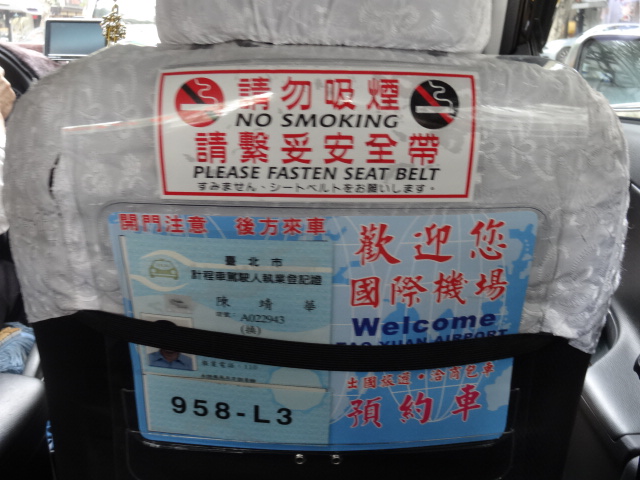 請勿吸煙
NO SMOKING
請繫妥安全帶
PLEASE FASTEN SEAT BELT
すみません、シートベルトをお願いします。
開門注意 後方來車
臺北市
計程車駕駛人執業登記證
陳 靖 華
A022943
(換)
958-L3
歡迎您
國際機場
Welcome
TAO YUAN AIRPORT
預約車